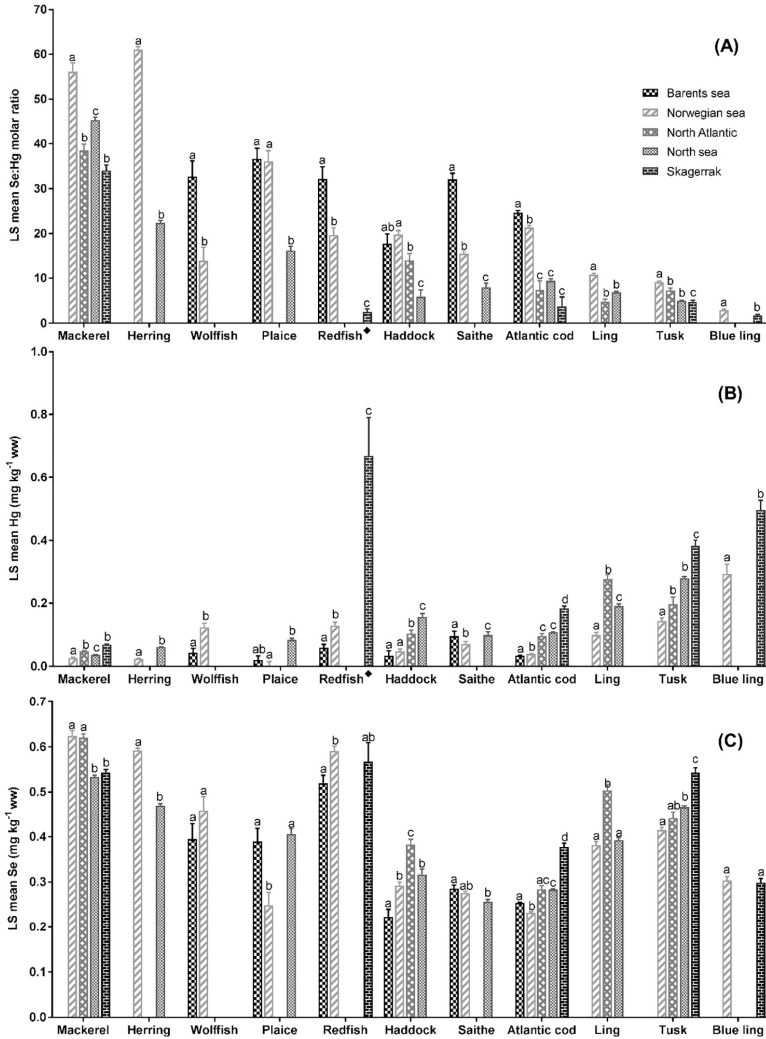 (A)
LS mean Se:Hg molar ratio
70
60
50
40
30
20
10
0
a
b
c
b
a
b
a
b
a
a
b
a
b
c
ab
a
b
c
a
b
c
a
b
c
c
c
a
b
b
a
b
b
b
b
a
b
Barents sea
Norwegian sea
North Atlantic
North sea
Skagerrak
Mackerel Herring Wolffish Plaice Redfish◆ Haddock Saithe Atlantic cod Ling Tusk Blue ling
(B)
LS mean Hg (mg kg-1 ww)
1.0
0.8
0.6
0.4
0.2
0.0
a
b
c
b
a
b
a
b
ab
a
b
a
b
c
a
a
b
c
a
b
c
a
b
c
c
d
a
b
c
a
b
b
c
a
b
Mackerel Herring Wolffish Plaice Redfish◆ Haddock Saithe Atlantic cod Ling Tusk Blue ling
(C)
LS mean Se (mg kg-1 ww)
0.7
0.6
0.5
0.4
0.3
0.2
0.1
0.0
a
a
b
b
a
b
a
a
a
b
a
a
b
ab
a
b
c
b
a
ab
b
a
b
ac
c
d
a
b
a
a
ab
b
c
a
a
Mackerel Herring Wolffish Plaice Redfish Haddock Saithe Atlantic cod Ling Tusk Blue ling